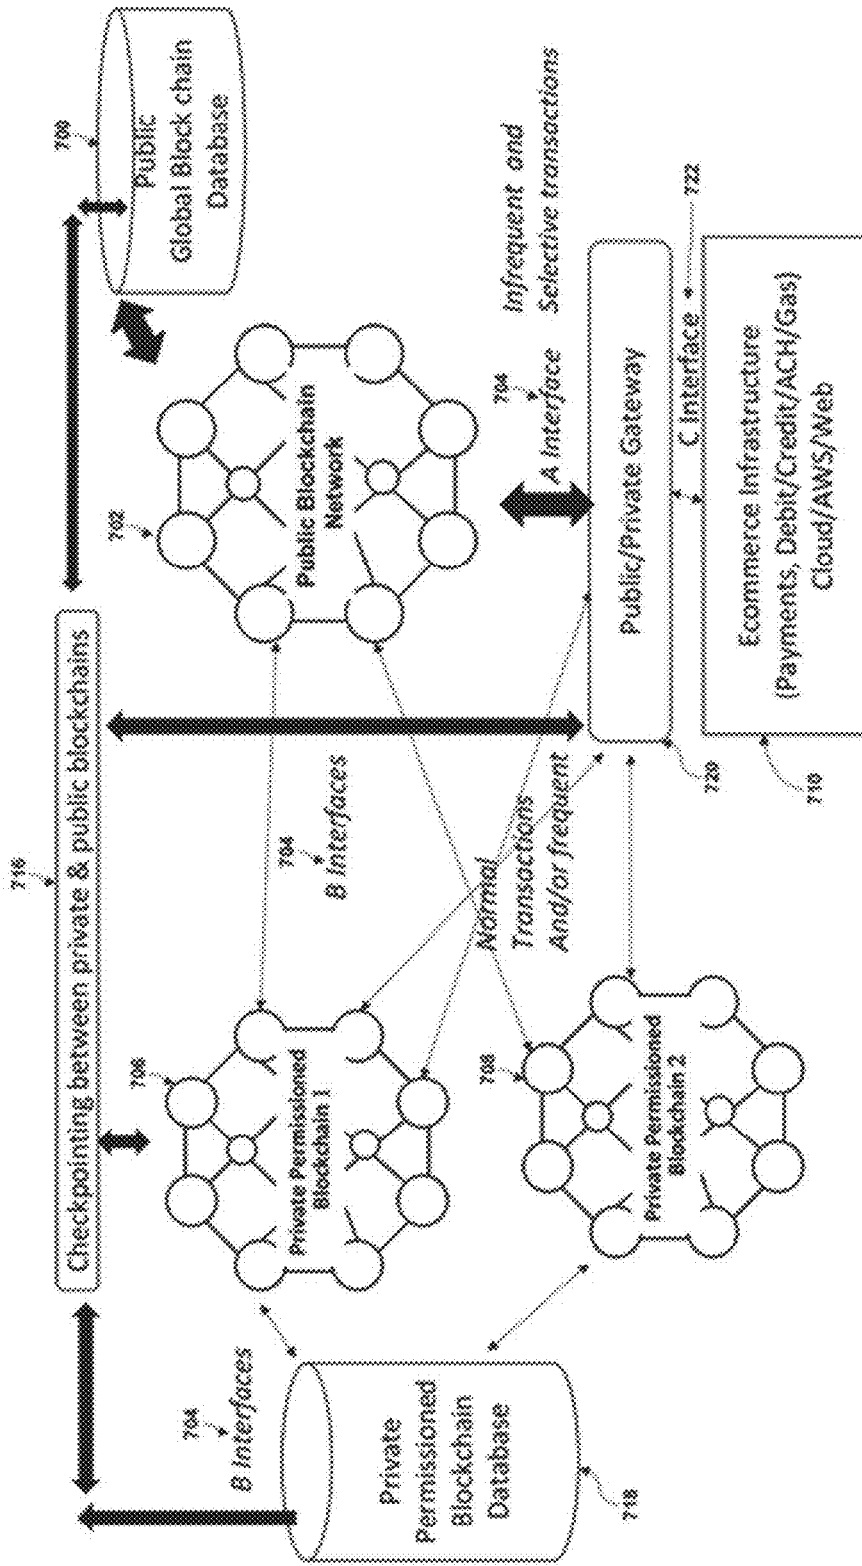 716
Checkpointing between private & public blockchains
700
Public
Global Block chain
Database
702
Public Blockchain
Network
704
B Interfaces
706
Private Permissioned
Blockchain 1
704
B Interfaces
Private
Permissioned
Blockchain
Database
718
Normal
Transactions
And/or frequent
708
Private Permissioned
Blockchain 2
704
A Interface
Infrequent and
Selective transactions
Public/Private Gateway
720
C Interface
722
Ecommerce Infrastructure
(Payments, Debit/Credit/ACH/Gas)
Cloud/AWS/Web
710